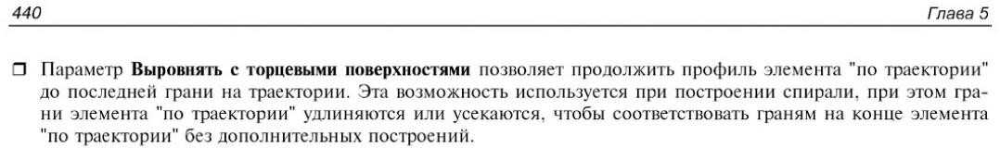 440 Глава 5
❒ Параметр Выровнять с торцевыми поверхностями позволяет продолжить профиль элемента "по траектории"
до последней грани на траектории. Эта возможность используется при построении спирали, при этом гра-
ни элемента "по траектории" удлиняются или усекаются, чтобы соответствовать граням на конце элемента
"по траектории" без дополнительных построений.